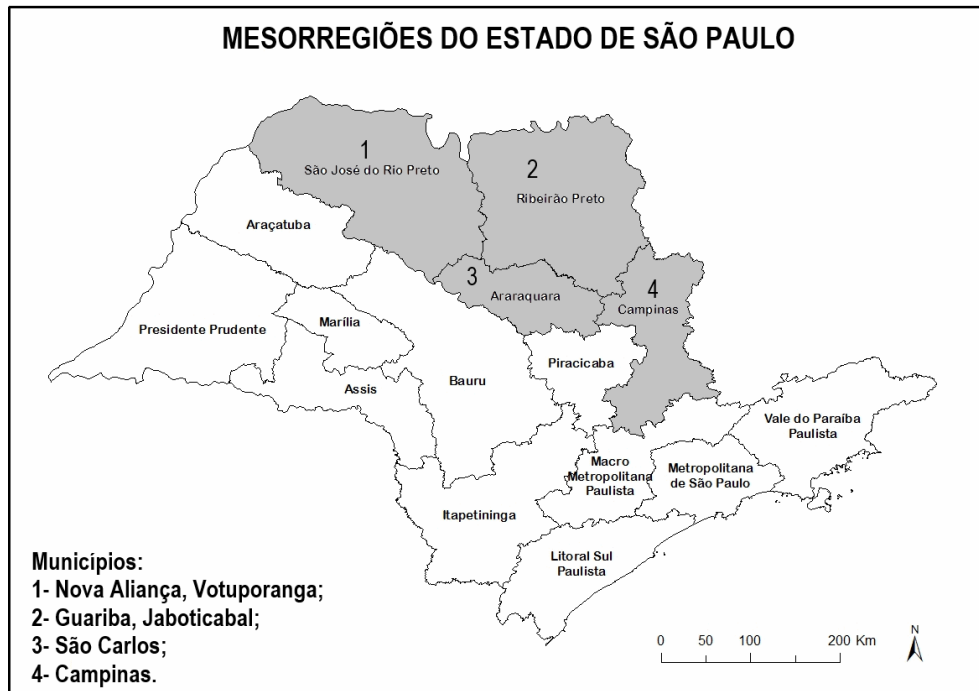 MESORREGIÕES DO ESTADO DE SÃO PAULO
1
São José do Rio Preto
2
Ribeirão Preto
Araçatuba
3
Araraquara
4
Campinas
Presidente Prudente
Marília
Piracicaba
Bauru
Assis
Vale do Paraíba
Paulista
Macro
Metropolitana
Paulista
Metropolitana
de São Paulo
Itapetininga
Litoral Sul
Paulista
Municípios:
1- Nova Aliança, Votuporanga;
2- Guariba, Jaboticabal;
3- São Carlos;
4- Campinas.
0 50 100 200 Km
N